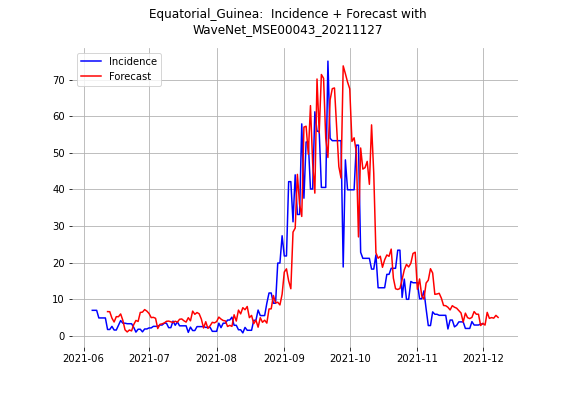 Equatorial_Guinea:  Incidence + Forecast with
WaveNet_MSE00043_20211127
Incidence
Forecast
70
60
50
40
30
20
10
0
2021-06 2021-07 2021-08 2021-09 2021-10 2021-11 2021-12